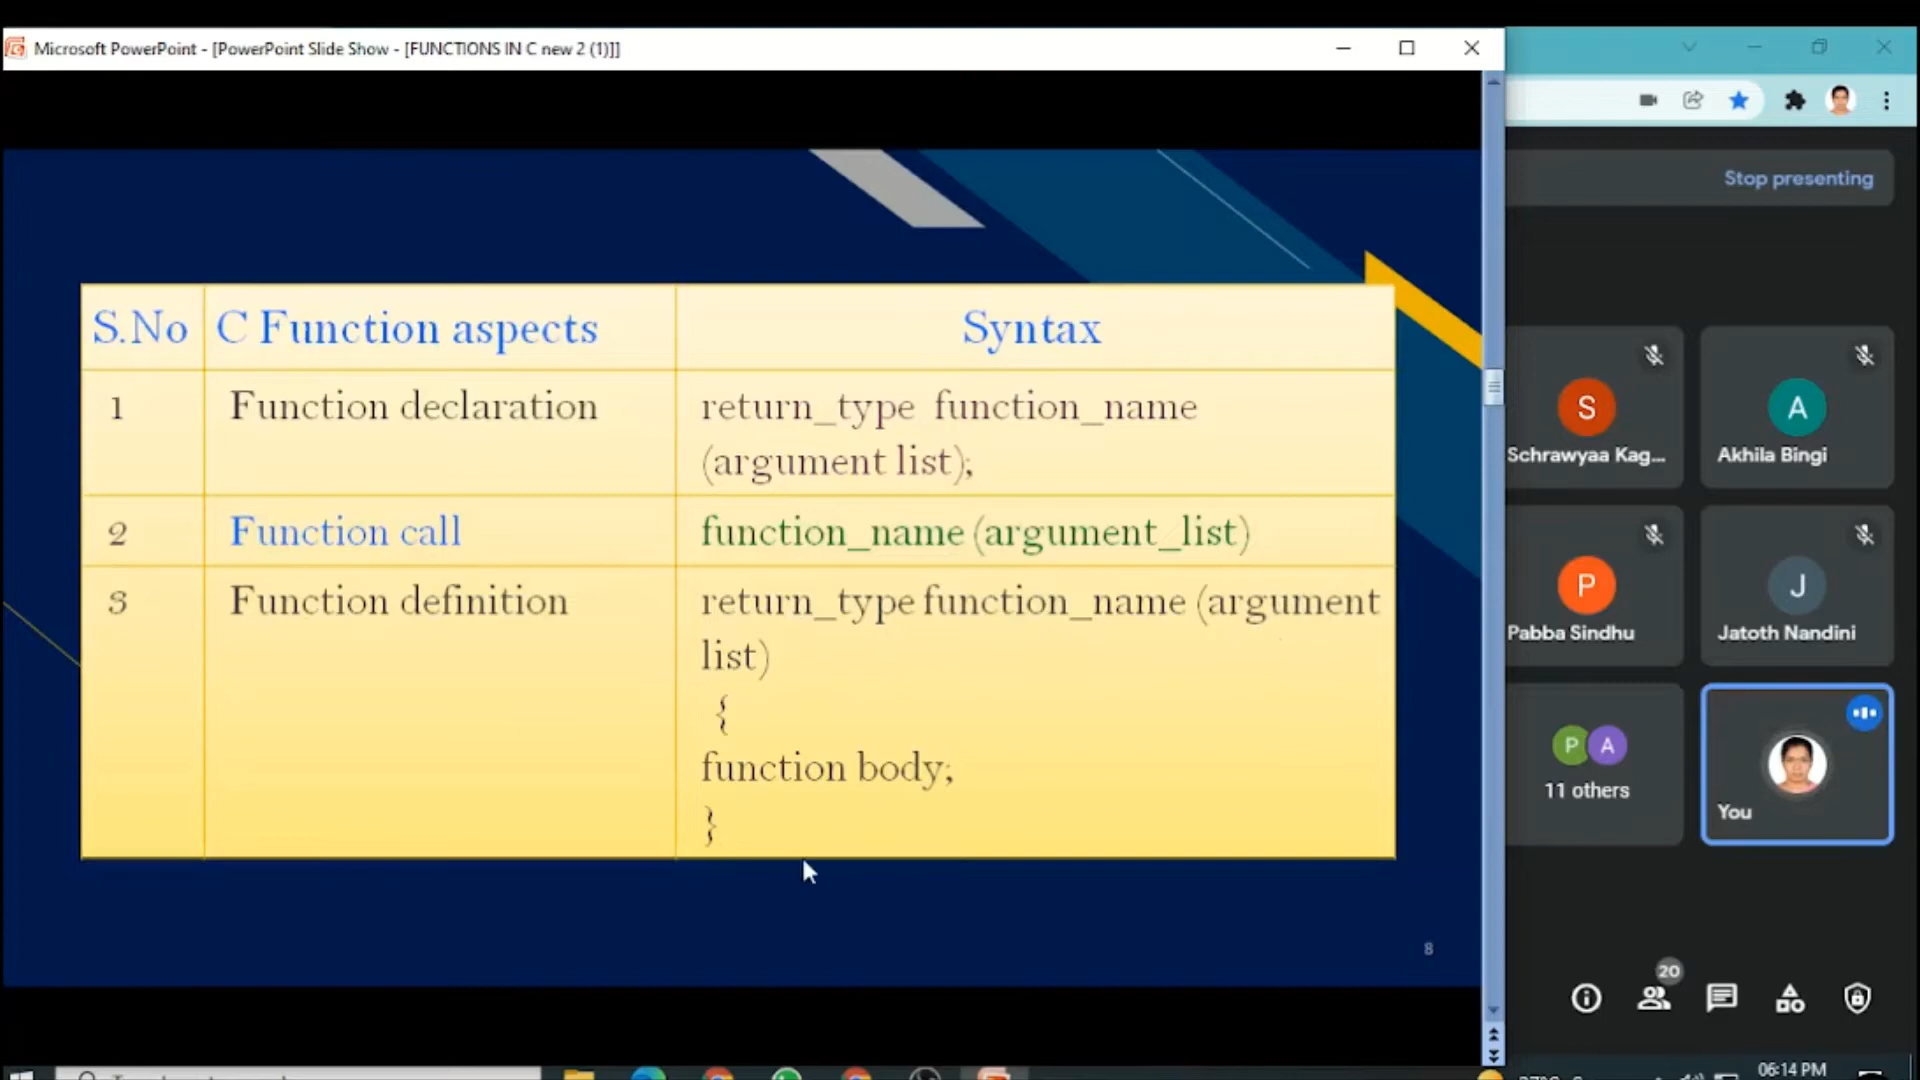 Microsoft PowerPoint - [PowerPoint Slide Show - [FUNCTIONS IN C new 2 (1)]]
Stop presenting
S.No C Function aspects Syntax
1 Function declaration return_type function_name
(argument list);
2 Function call function_name (argument_list)
3 Function definition return_type function_name (argument
list)
{
function body;
}
8
S
Schrawyaa Kag...
A
Akhila Bingi
P
Pabba Sindhu
J
Jatoth Nandini
P A
11 others
You
20
06:14 PM